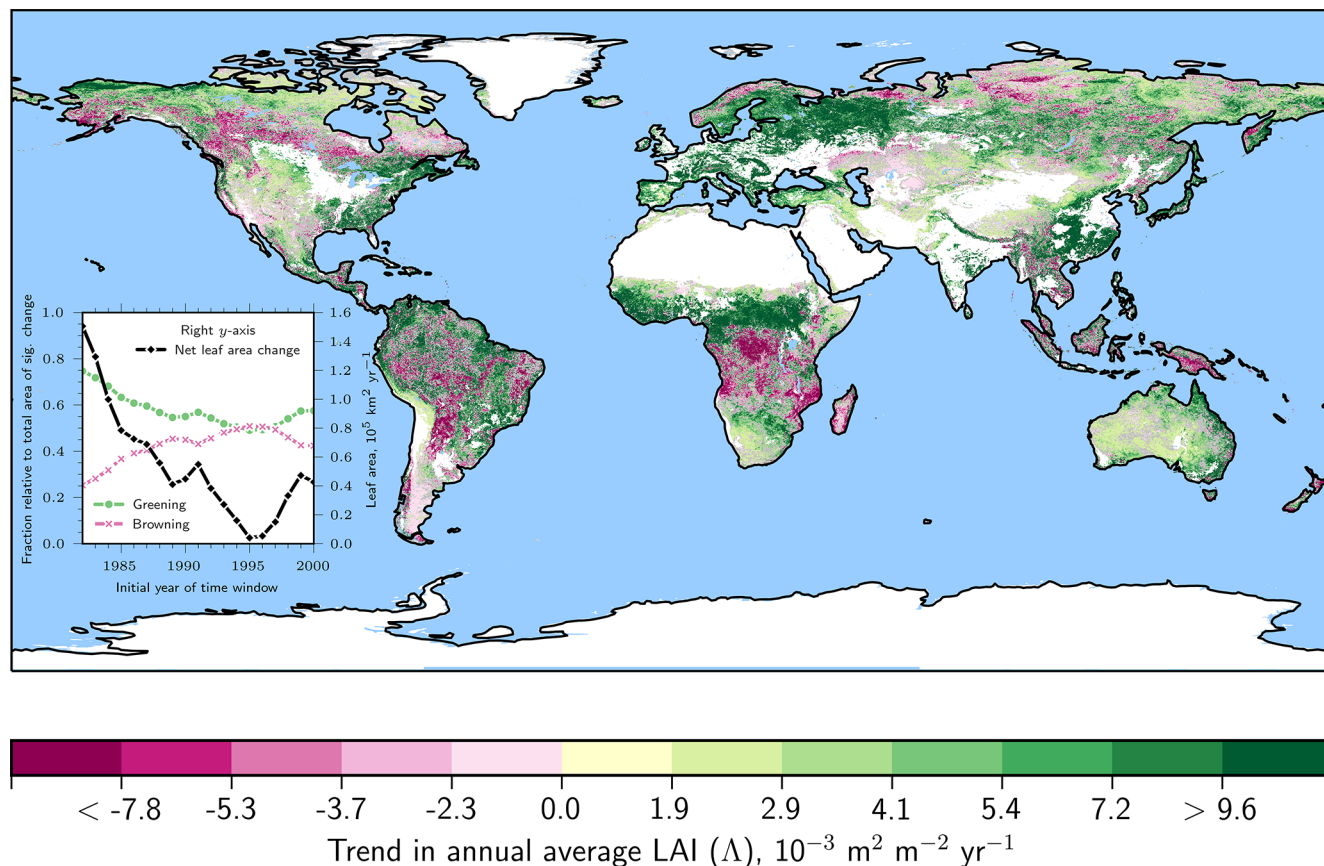 1.0
0.8
0.6
0.4
0.2
0.0
Fraction relative to total area of sig. change
Right y-axis
Net leaf area change
Greening
Browning
1.6
1.4
1.2
1.0
0.8
0.6
0.4
0.2
0.0
Leaf area, 10⁵ km² yr⁻¹
1985 1990 1995 2000
Initial year of time window
< -7.8 -5.3 -3.7 -2.3 0.0 1.9 2.9 4.1 5.4 7.2 > 9.6
Trend in annual average LAI (Λ), 10⁻³ m² m⁻² yr⁻¹